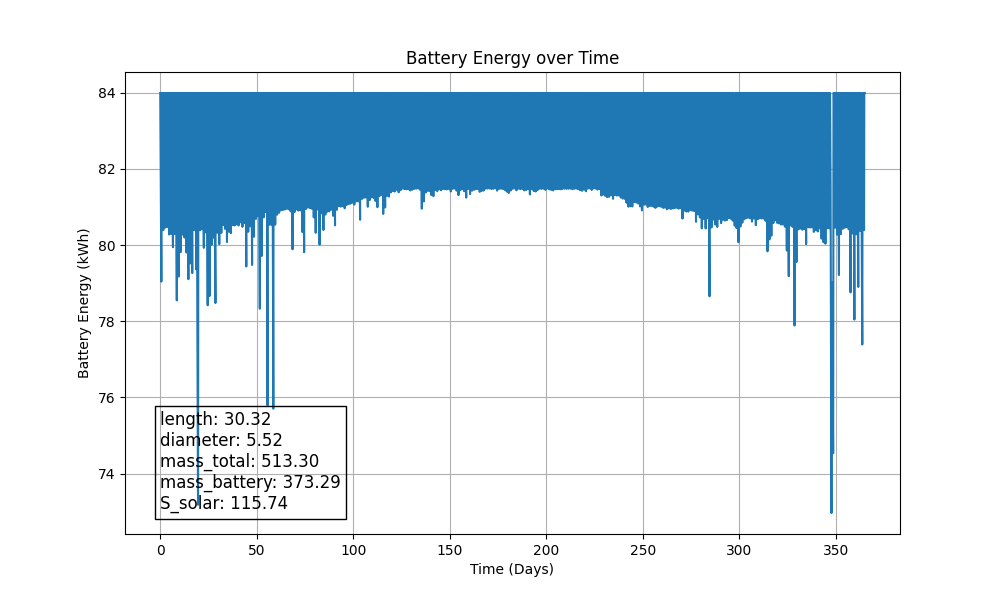 Battery Energy over Time
Battery Energy (kWh)
84
82
80
78
76
74
length: 30.32
diameter: 5.52
mass_total: 513.30
mass_battery: 373.29
S_solar: 115.74
0 50 100 150 200 250 300 350
Time (Days)